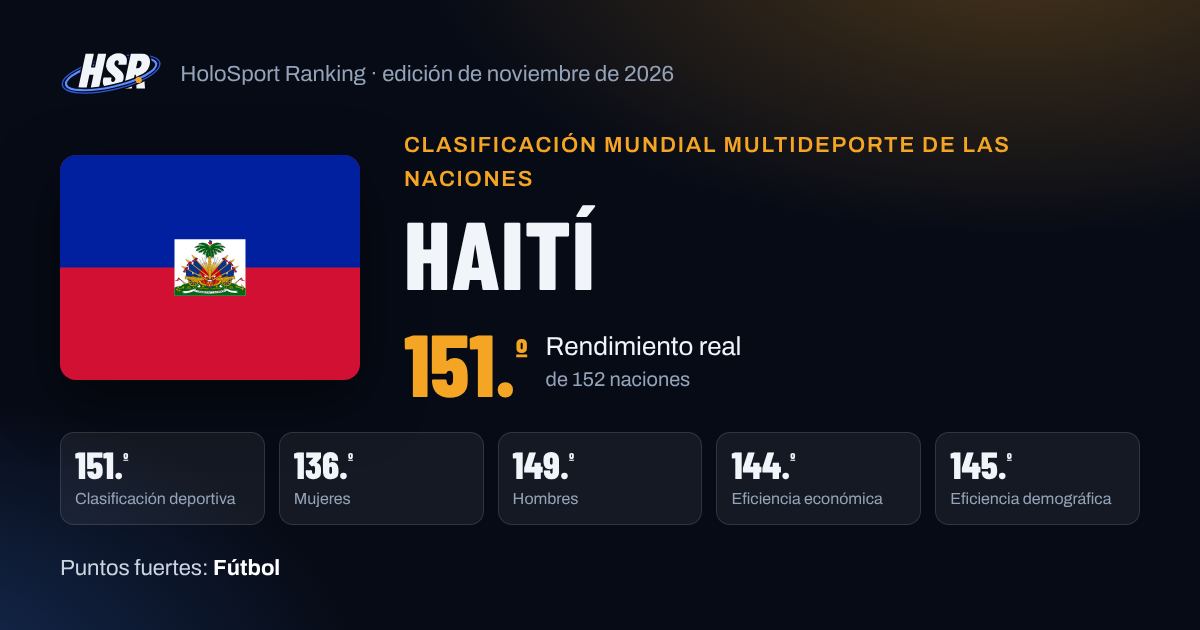 HSR
HoloSport Ranking · edición de noviembre de 2026
CLASIFICACIÓN MUNDIAL MULTIDEPORTE DE LAS
NACIONES
HAITÍ
151.º
Rendimiento real
de 152 naciones
151.º
Clasificación deportiva
136.º
Mujeres
149.º
Hombres
144.º
Eficiencia económica
145.º
Eficiencia demográfica
Puntos fuertes: Fútbol